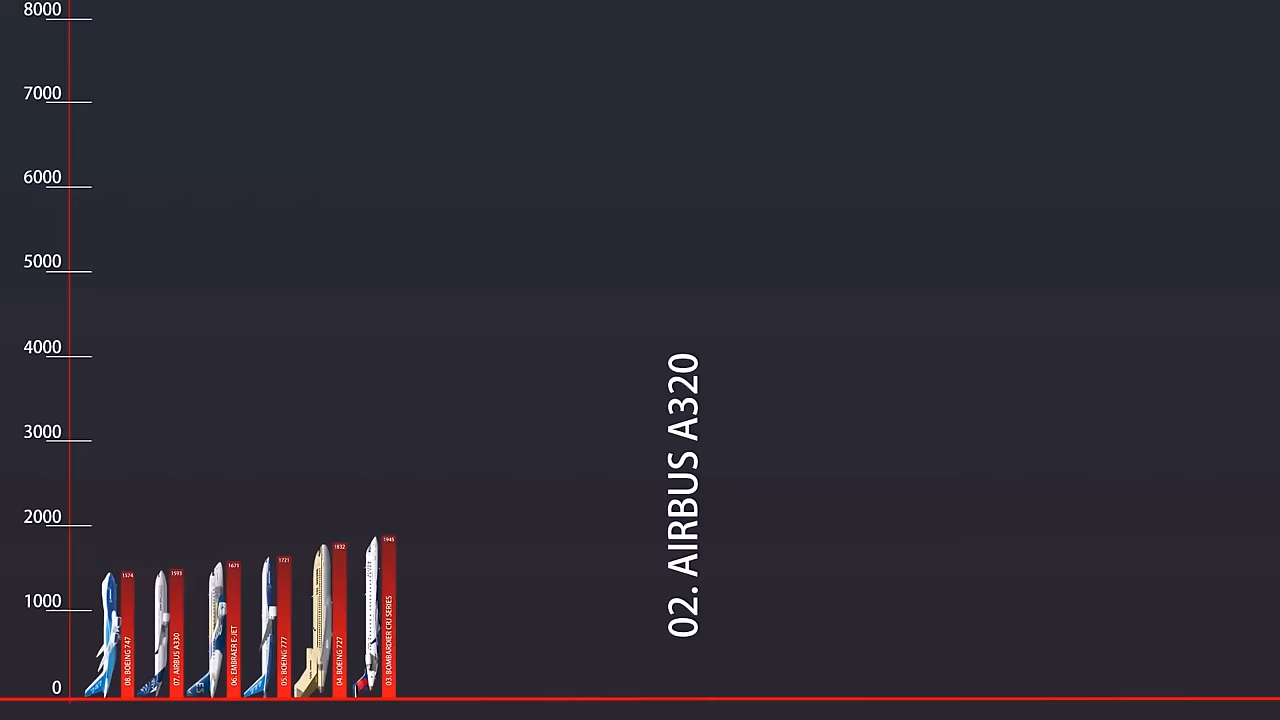 8000
7000
6000
5000
4000
3000
2000
1000
0
1574
08. BOEING 747
1593
07. AIRBUS A330
1671
06. EMBRAER E-JET
1721
05. BOEING 777
1832
04. BOEING 727
1945
03. BOMBARDIER CRJ SERIES
02. AIRBUS A320